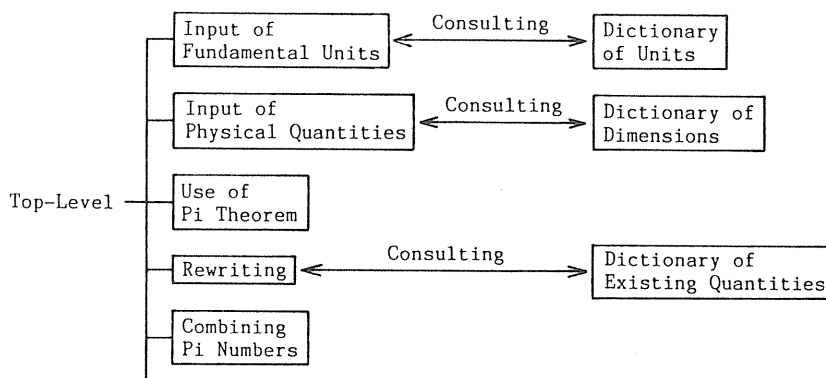 Input of
Fundamental Units
Consulting
Dictionary
of Units
Input of
Physical Quantities
Consulting
Dictionary of
Dimensions
Top-Level
Use of
Pi Theorem
Rewriting
Consulting
Dictionary of
Existing Quantities
Combining
Pi Numbers